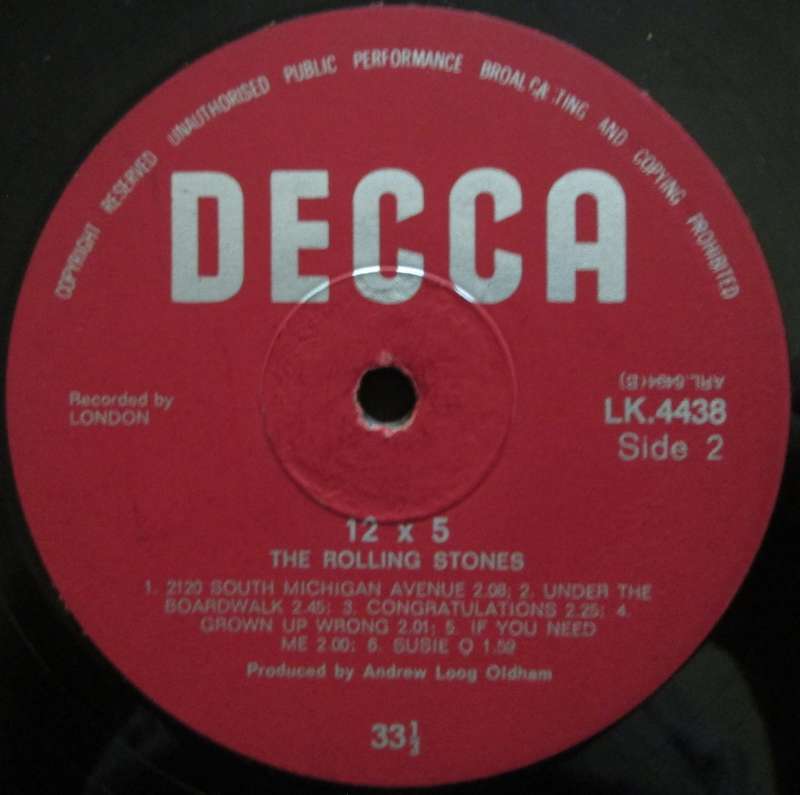 COPYRIGHT RESERVED UNAUTHORISED PUBLIC PERFORMANCE BROADCASTING AND COPYING PROHIBITED
DECCA
Recorded by
LONDON
ARL.6494(B)
LK.4438
Side 2
12 x 5
THE ROLLING STONES
1. 2120 SOUTH MICHIGAN AVENUE 2.08; 2. UNDER THE
BOARDWALK 2.45; 3. CONGRATULATIONS 2.25; 4.
GROWN UP WRONG 2.01; 5. IF YOU NEED
ME 2.00; 6. SUSIE Q 1.59
Produced by Andrew Loog Oldham
33⅓